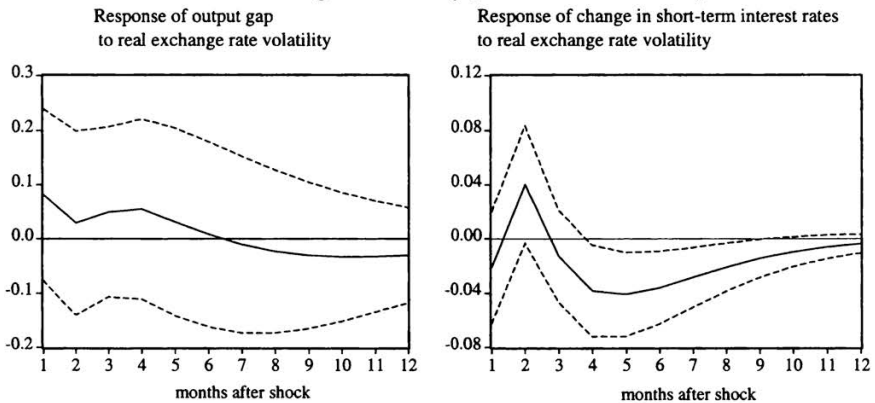 Response of output gap
to real exchange rate volatility
0.3
0.2
0.1
0.0
-0.1
-0.2
1 2 3 4 5 6 7 8 9 10 11 12
months after shock
Response of change in short-term interest rates
to real exchange rate volatility
0.12
0.08
0.04
0.00
-0.04
-0.08
1 2 3 4 5 6 7 8 9 10 11 12
months after shock